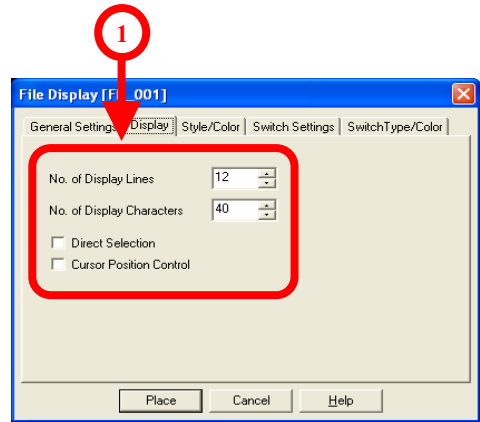 1
File Display [F _001]
General Settings Display Style/Color Switch Settings SwitchType/Color
No. of Display Lines 12
No. of Display Characters 40
Direct Selection
Cursor Position Control
Place Cancel Help